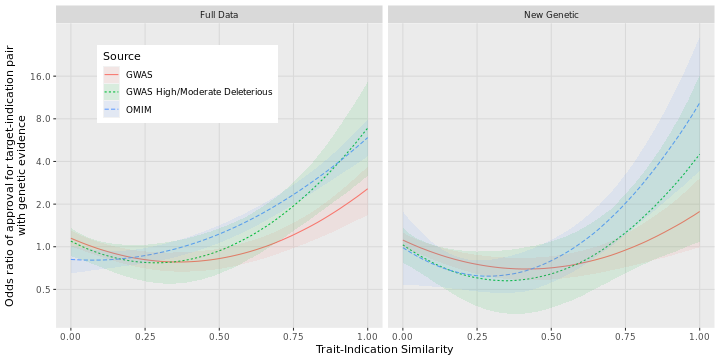 Full Data
New Genetic
Odds ratio of approval for target-indication pair
with genetic evidence
16.0
8.0
4.0
2.0
1.0
0.5
Source
GWAS
GWAS High/Moderate Deleterious
OMIM
0.00
0.25
0.50
0.75
1.00
0.00
0.25
0.50
0.75
1.00
Trait-Indication Similarity